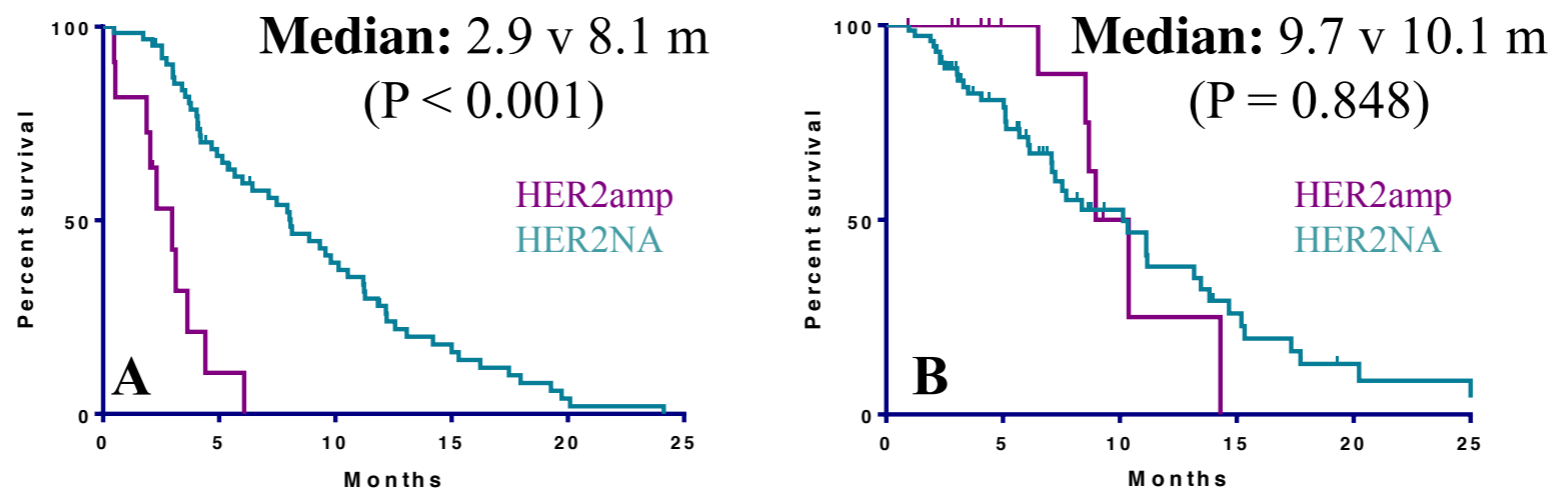 Median: 2.9 v 8.1 m
(P < 0.001)
HER2amp
HER2NA
Percent survival
100
50
0
A
0 5 10 15 20 25
Months
Median: 9.7 v 10.1 m
(P = 0.848)
HER2amp
HER2NA
Percent survival
100
50
0
B
0 5 10 15 20 25
Months